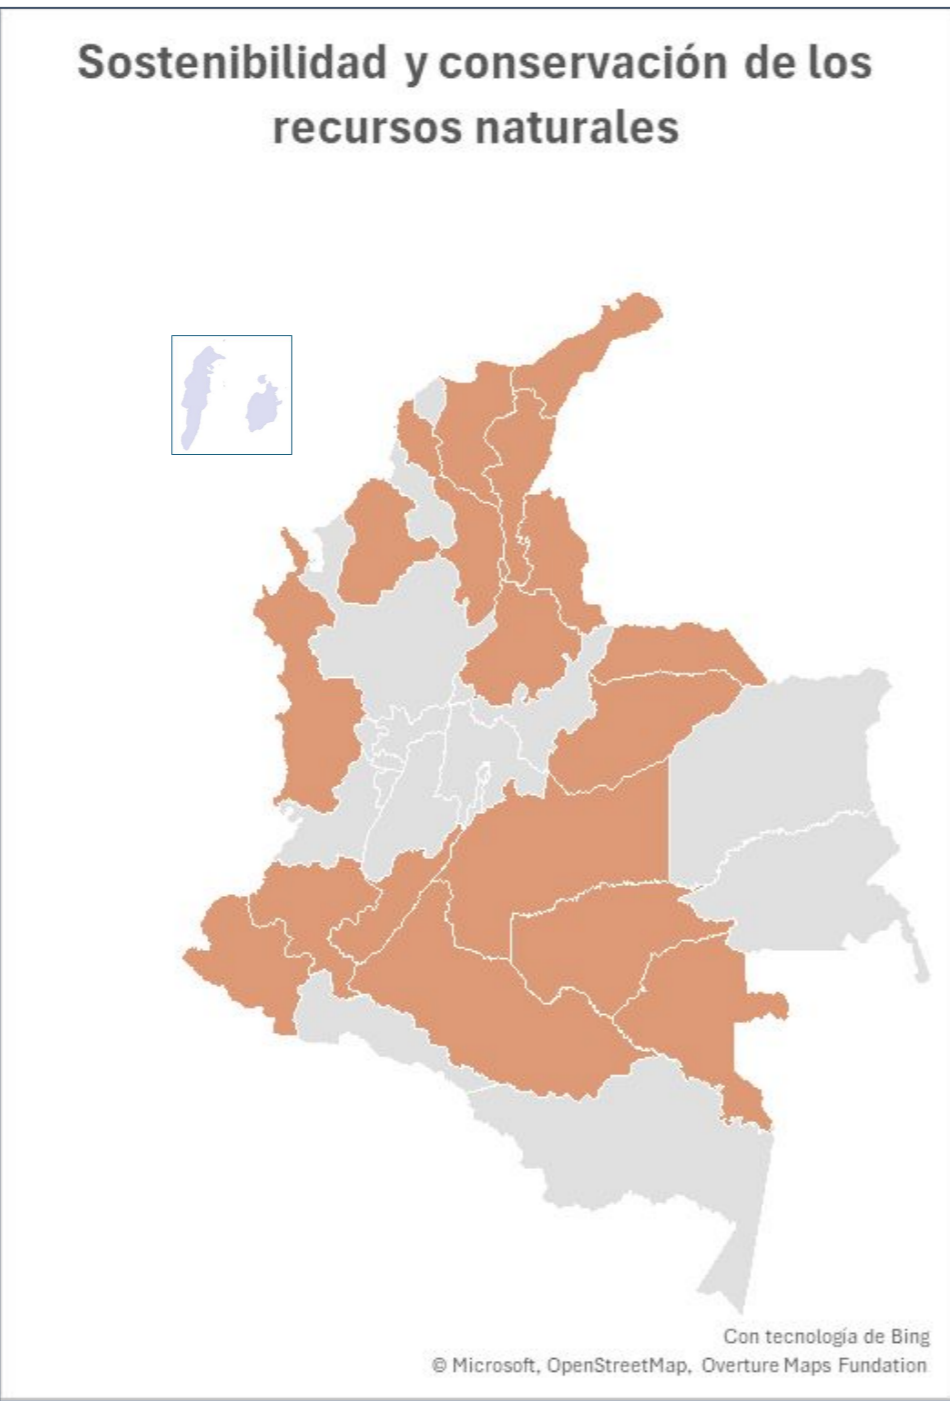 Sostenibilidad y conservación de los
recursos naturales
Con tecnología de Bing
© Microsoft, OpenStreetMap, Overture Maps Fundation